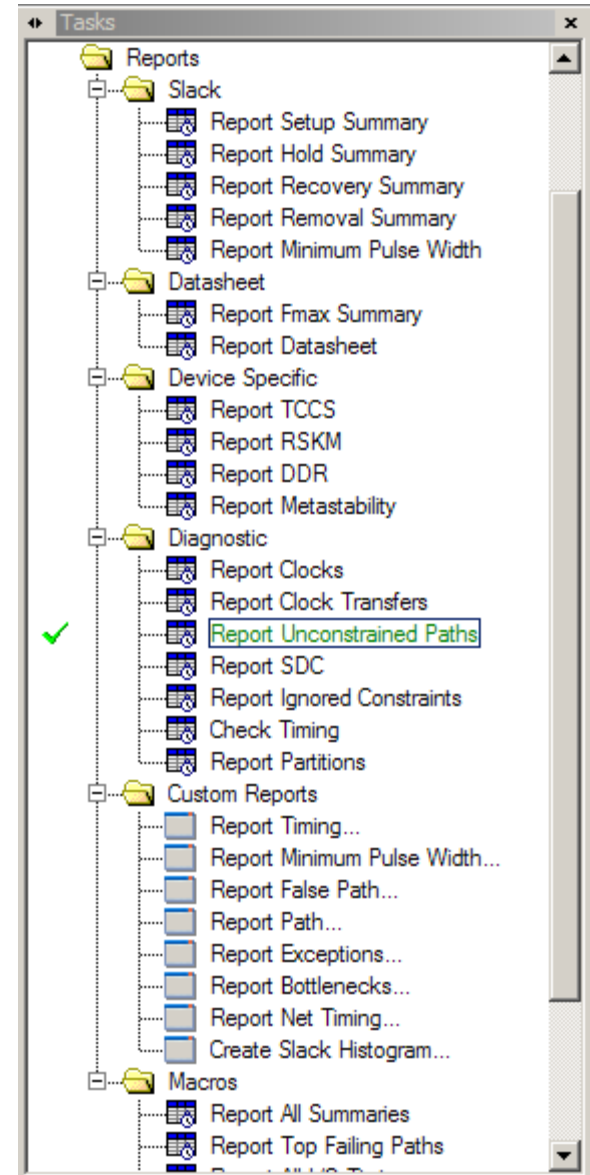 Tasks
Reports
Slack
Report Setup Summary
Report Hold Summary
Report Recovery Summary
Report Removal Summary
Report Minimum Pulse Width
Datasheet
Report Fmax Summary
Report Datasheet
Device Specific
Report TCCS
Report RSKM
Report DDR
Report Metastability
Diagnostic
Report Clocks
Report Clock Transfers
Report Unconstrained Paths
Report SDC
Report Ignored Constraints
Check Timing
Report Partitions
Custom Reports
Report Timing...
Report Minimum Pulse Width...
Report False Path...
Report Path...
Report Exceptions...
Report Bottlenecks...
Report Net Timing...
Create Slack Histogram...
Macros
Report All Summaries
Report Top Failing Paths